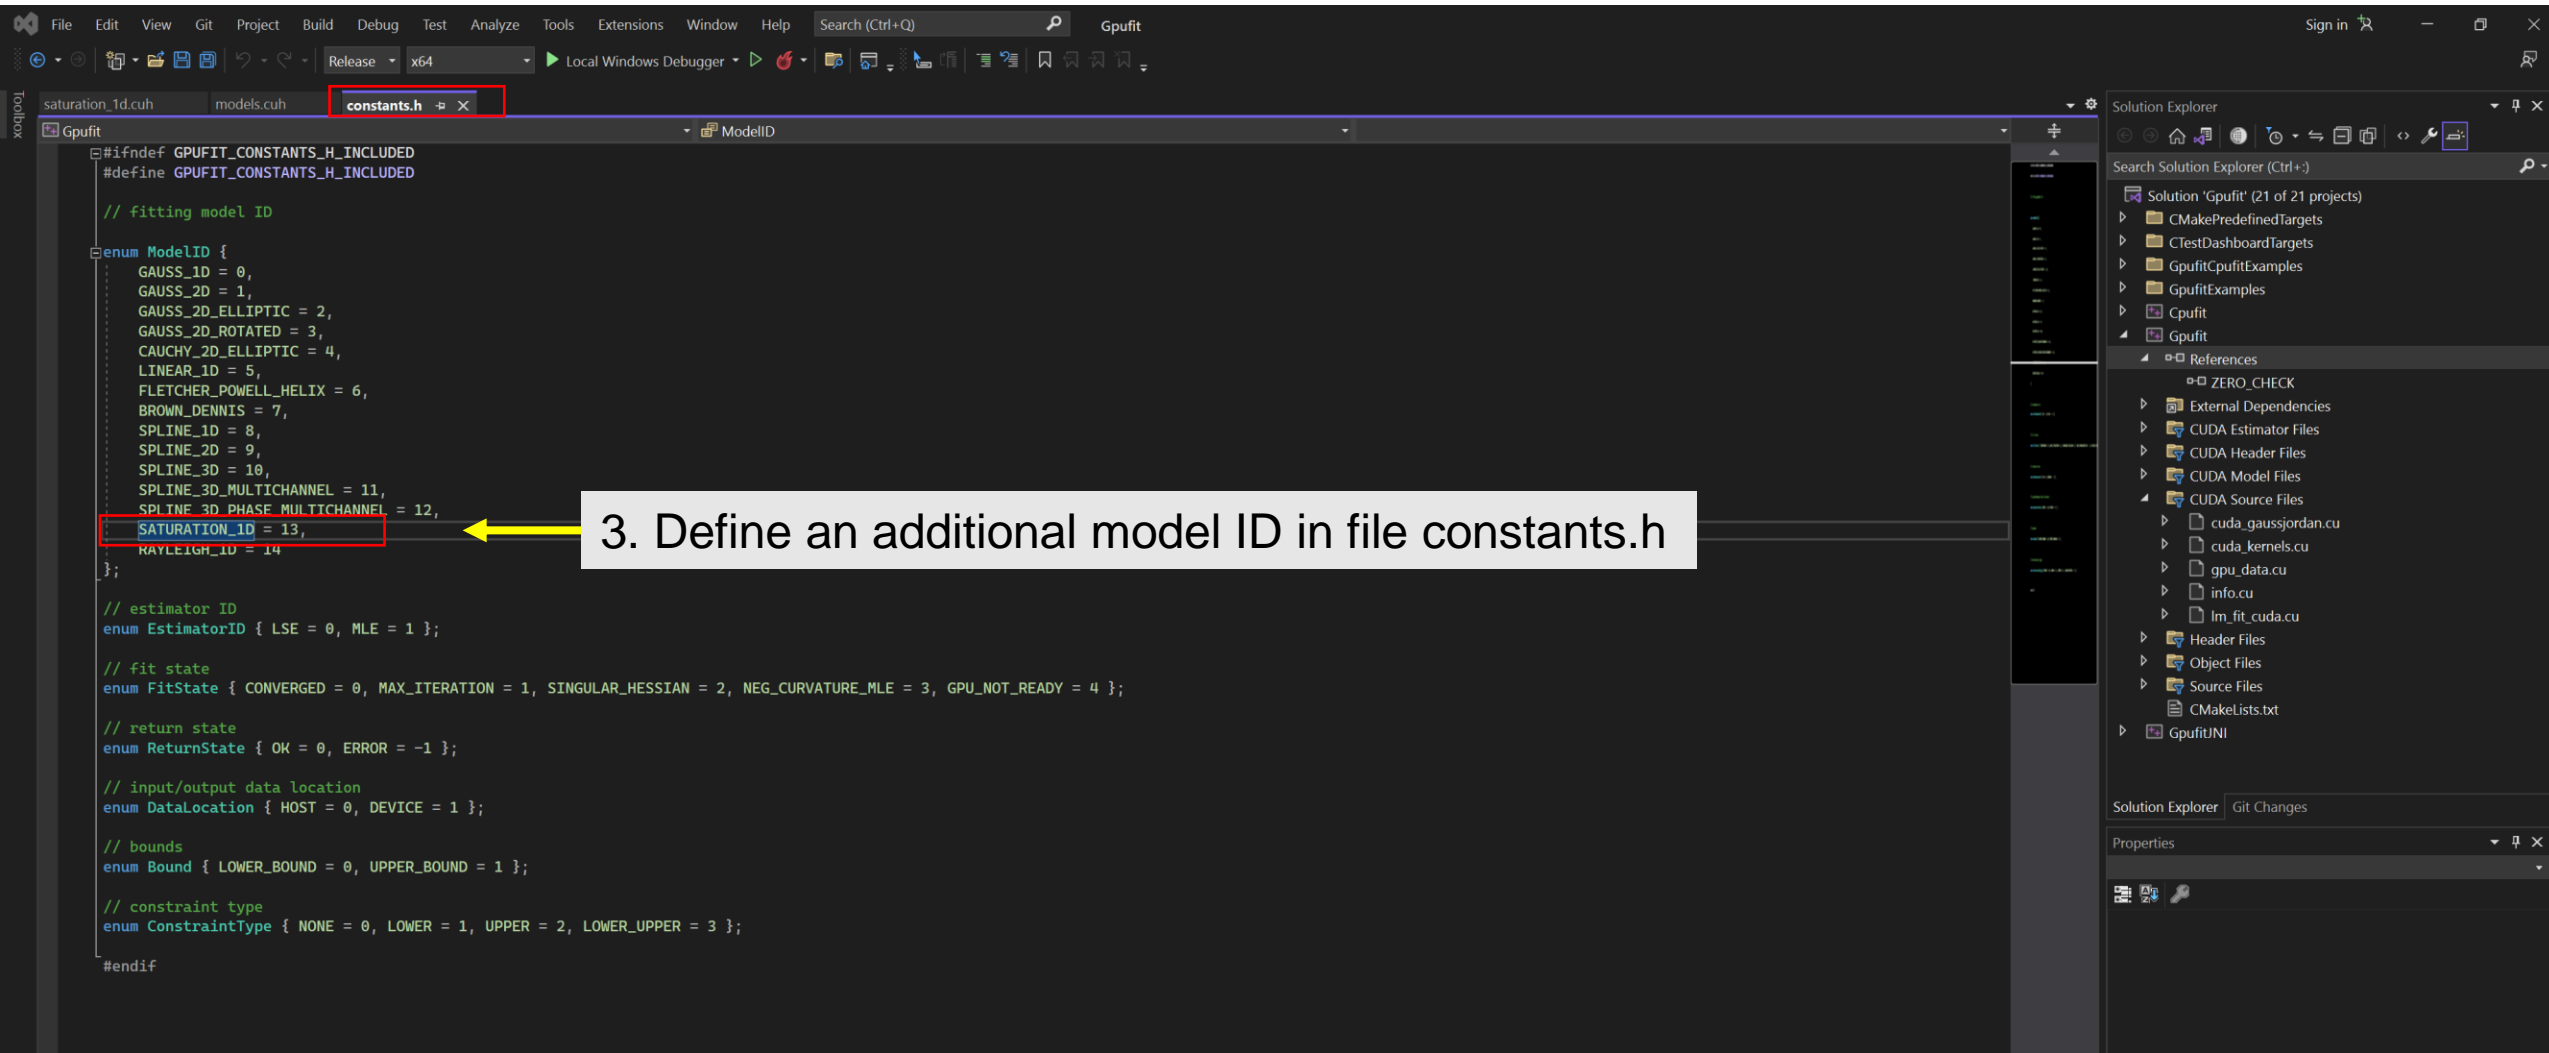 File Edit View Git Project Build Debug Test Analyze Tools Extensions Window Help Search (Ctrl+Q) Gpufit Sign in
Release x64 Local Windows Debugger
Toolbox
saturation_1d.cuh models.cuh constants.h
Gpufit ModelID
#ifndef GPUFIT_CONSTANTS_H_INCLUDED
#define GPUFIT_CONSTANTS_H_INCLUDED
// fitting model ID
enum ModelID {
GAUSS_1D = 0,
GAUSS_2D = 1,
GAUSS_2D_ELLIPTIC = 2,
GAUSS_2D_ROTATED = 3,
CAUCHY_2D_ELLIPTIC = 4,
LINEAR_1D = 5,
FLETCHER_POWELL_HELIX = 6,
BROWN_DENNIS = 7,
SPLINE_1D = 8,
SPLINE_2D = 9,
SPLINE_3D = 10,
SPLINE_3D_MULTICHANNEL = 11,
SPLINE_3D_PHASE_MULTICHANNEL = 12,
SATURATION_1D = 13,
RAYLEIGH_1D = 14
};
3. Define an additional model ID in file constants.h
// estimator ID
enum EstimatorID { LSE = 0, MLE = 1 };
// fit state
enum FitState { CONVERGED = 0, MAX_ITERATION = 1, SINGULAR_HESSIAN = 2, NEG_CURVATURE_MLE = 3, GPU_NOT_READY = 4 };
// return state
enum ReturnState { OK = 0, ERROR = -1 };
// input/output data location
enum DataLocation { HOST = 0, DEVICE = 1 };
// bounds
enum Bound { LOWER_BOUND = 0, UPPER_BOUND = 1 };
// constraint type
enum ConstraintType { NONE = 0, LOWER = 1, UPPER = 2, LOWER_UPPER = 3 };
#endif
Solution Explorer
Search Solution Explorer (Ctrl+;)
Solution 'Gpufit' (21 of 21 projects)
CMakePredefinedTargets
CTestDashboardTargets
GpufitCpufitExamples
GpufitExamples
Cpufit
Gpufit
References
ZERO_CHECK
External Dependencies
CUDA Estimator Files
CUDA Header Files
CUDA Model Files
CUDA Source Files
cuda_gaussjordan.cu
cuda_kernels.cu
gpu_data.cu
info.cu
lm_fit_cuda.cu
Header Files
Object Files
Source Files
CMakeLists.txt
GpufitJNI
Solution Explorer Git Changes
Properties